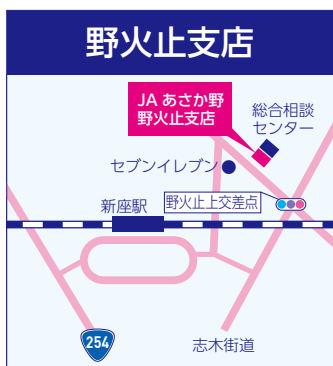 野火止支店
JA あさか野
野火止支店
総合相談
センター
セブンイレブン
新座駅
野火止上交差点
254
志木街道